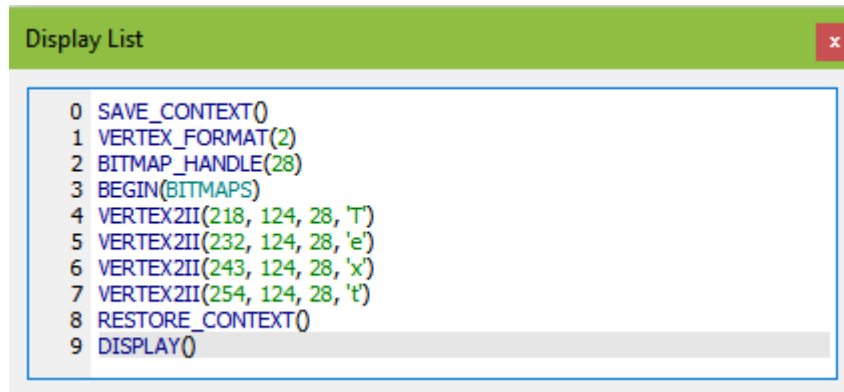 Display List
x
0 SAVE_CONTEXT()
1 VERTEX_FORMAT(2)
2 BITMAP_HANDLE(28)
3 BEGIN(BITMAPS)
4 VERTEX2II(218, 124, 28, 'T')
5 VERTEX2II(232, 124, 28, 'e')
6 VERTEX2II(243, 124, 28, 'x')
7 VERTEX2II(254, 124, 28, 't')
8 RESTORE_CONTEXT()
9 DISPLAY()